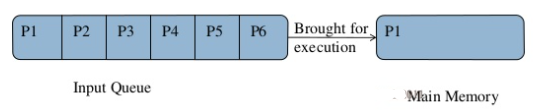 P1 P2 P3 P4 P5 P6 Brought for P1
execution
Input Queue
Main Memory